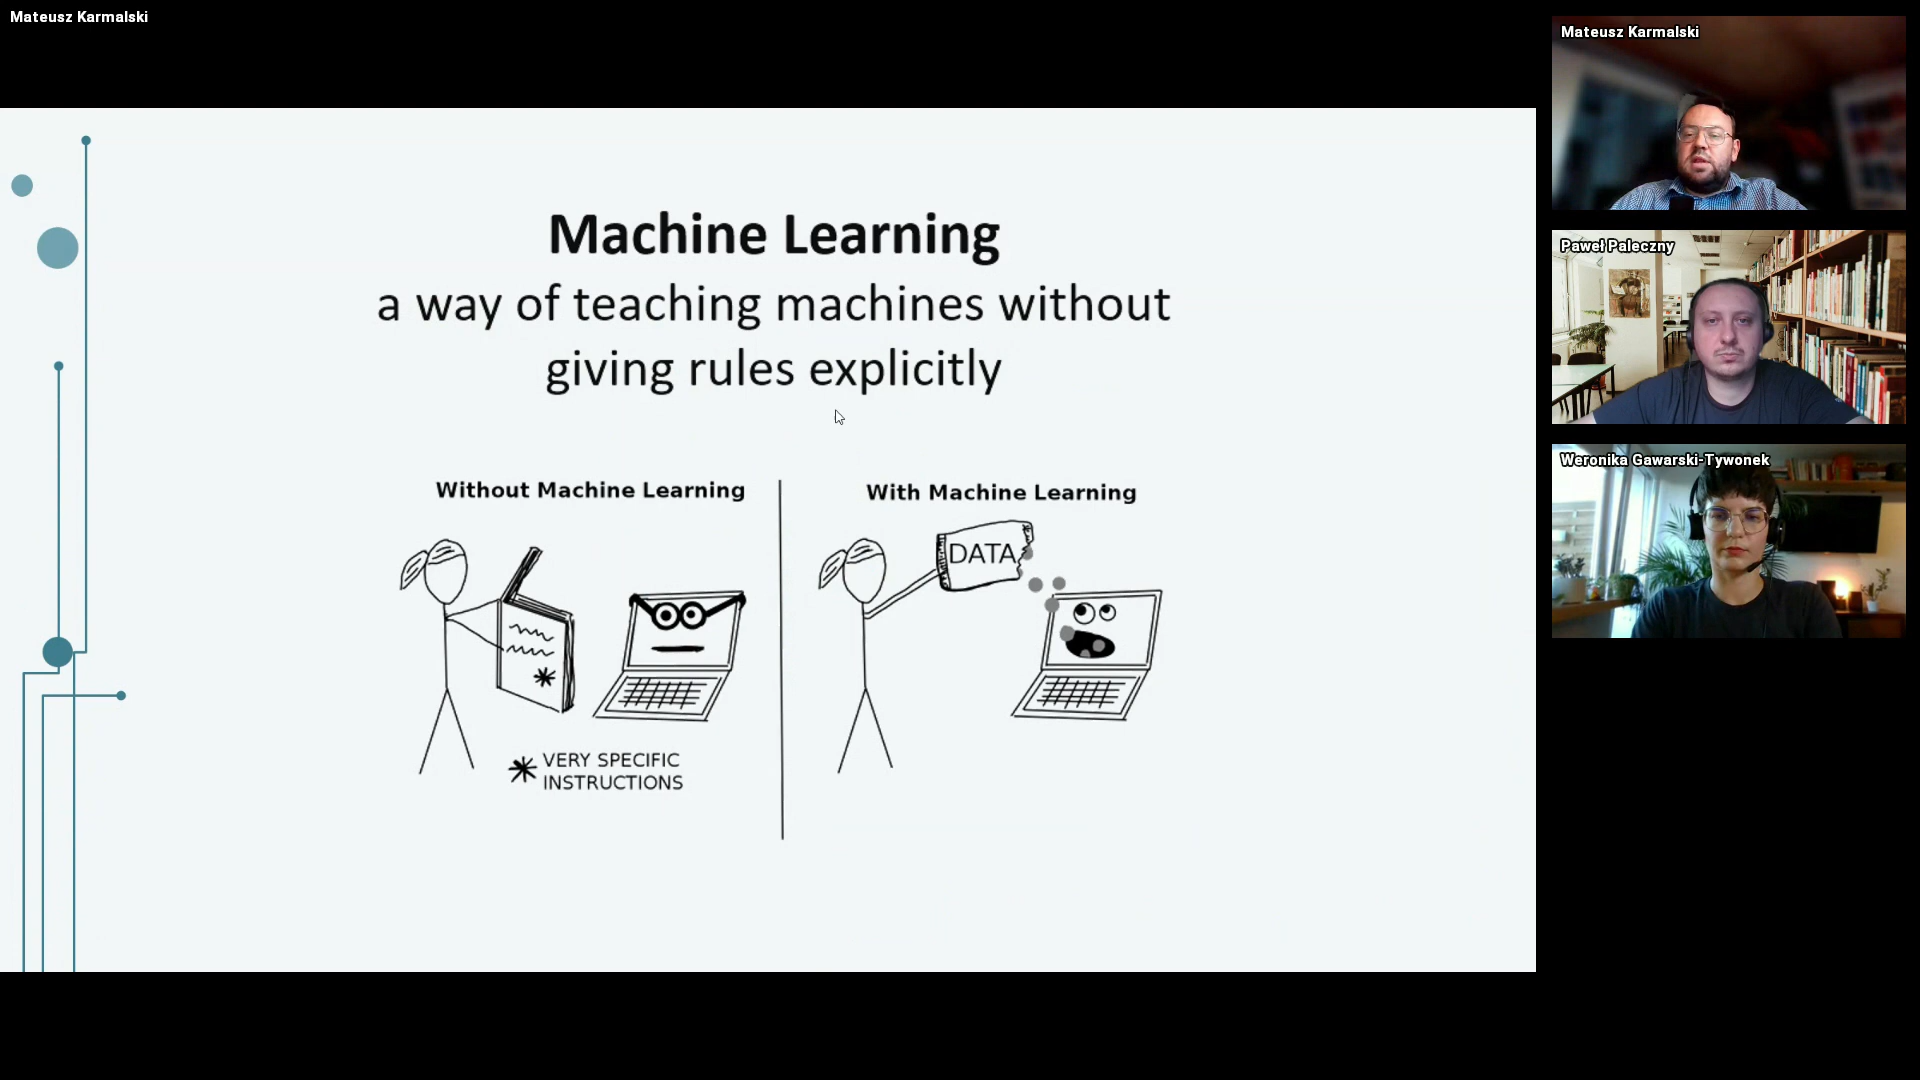 Mateusz Karmalski
Machine Learning
a way of teaching machines without
giving rules explicitly
Without Machine Learning
With Machine Learning
DATA
VERY SPECIFIC
INSTRUCTIONS
Mateusz Karmalski
Paweł Paleczny
Weronika Gawarski-Tywonek